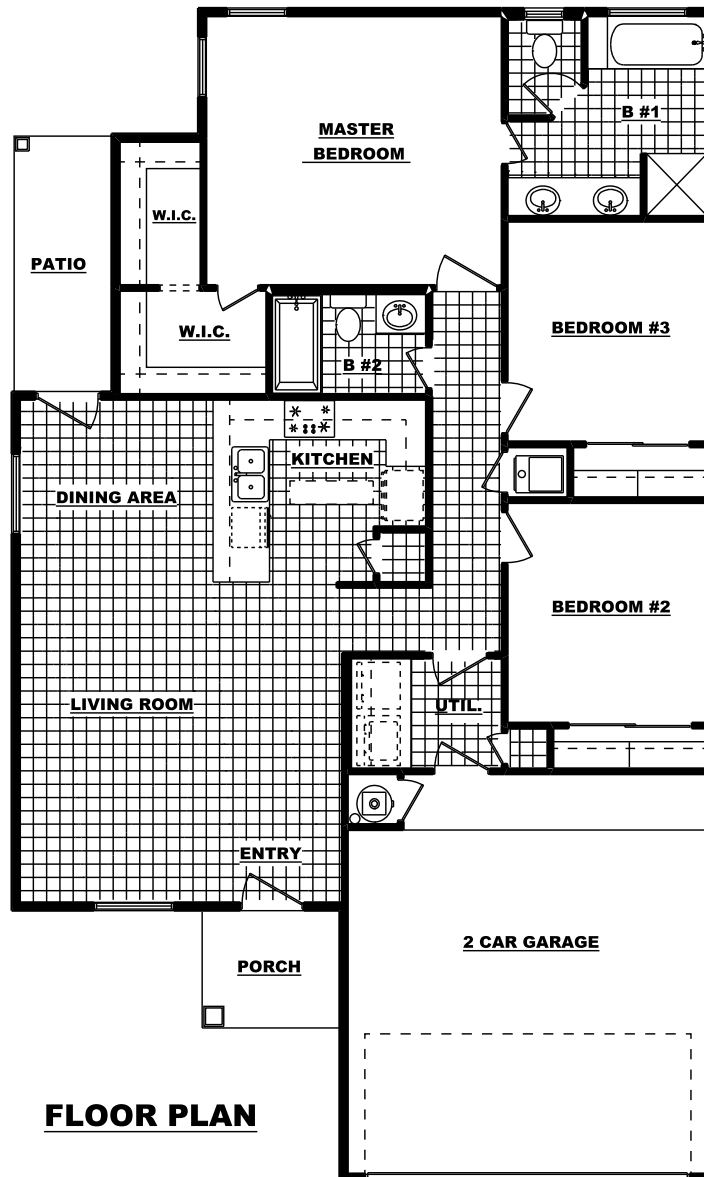 MASTER
BEDROOM
B #1
W.I.C.
PATIO
W.I.C.
B #2
BEDROOM #3
KITCHEN
DINING AREA
BEDROOM #2
LIVING ROOM
UTIL.
ENTRY
2 CAR GARAGE
PORCH
FLOOR PLAN